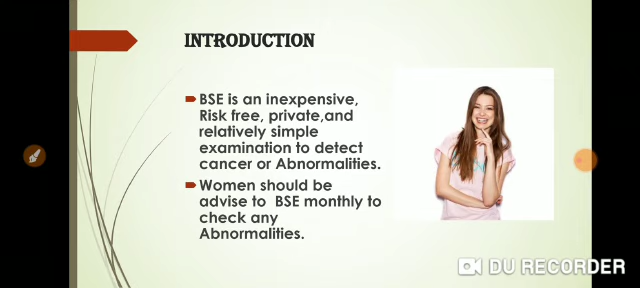 INTRODUCTION
BSE is an inexpensive,
Risk free, private,and
relatively simple
examination to detect
cancer or Abnormalities.
Women should be
advise to BSE monthly to
check any
Abnormalities.
DU RECORDER